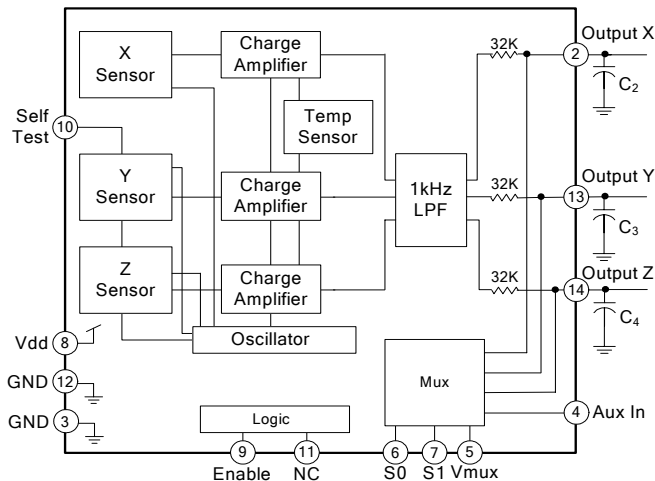 X Sensor
Charge Amplifier
32K
2
Output X
C2
Self Test
10
Temp Sensor
Y Sensor
Charge Amplifier
1kHz LPF
32K
13
Output Y
C3
Z Sensor
Charge Amplifier
32K
14
Output Z
C4
Oscillator
Vdd
8
GND
12
GND
3
Mux
Logic
4
Aux In
9
11
6
7
5
Enable
NC
S0
S1
Vmux